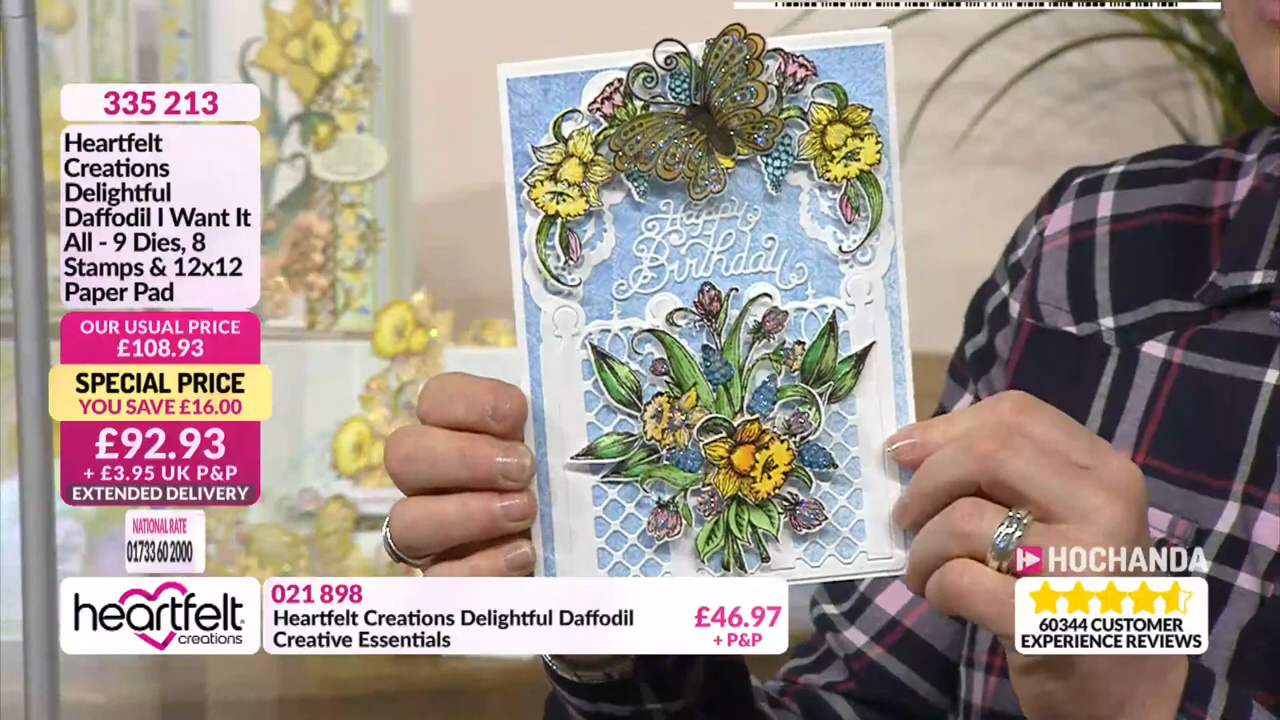 335 213
Heartfelt
Creations
Delightful
Daffodil I Want It
All - 9 Dies, 8
Stamps & 12x12
Paper Pad
OUR USUAL PRICE
£108.93
SPECIAL PRICE
YOU SAVE £16.00
£92.93
+ £3.95 UK P&P
EXTENDED DELIVERY
NATIONAL RATE
01733 60 2000
Happy
Birthday
heartfelt
creations
021 898
Heartfelt Creations Delightful Daffodil
Creative Essentials
£46.97
+ P&P
HOCHANDA
60344 CUSTOMER
EXPERIENCE REVIEWS